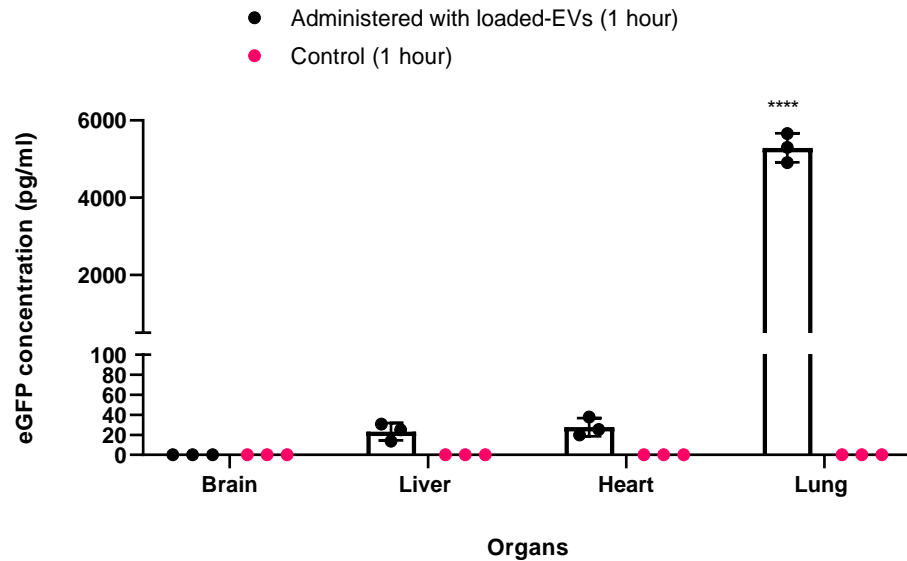 Administered with loaded-EVs (1 hour)
Control (1 hour)
****
eGFP concentration (pg/ml)
6000
4000
2000
100
80
60
40
20
0
Brain Liver Heart Lung
Organs